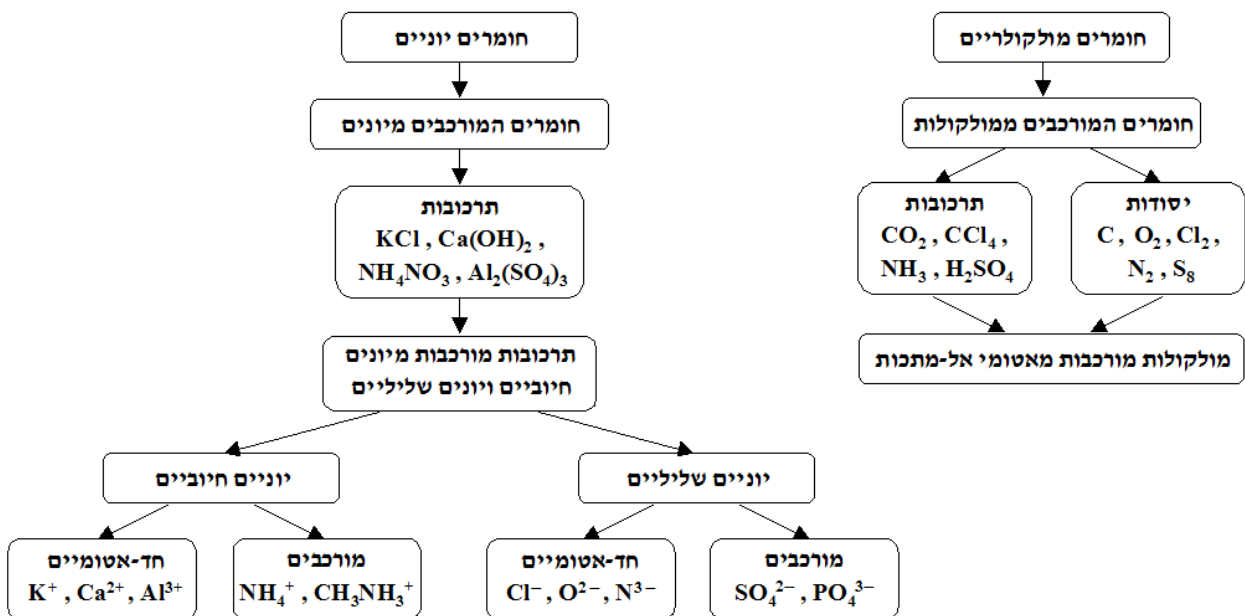 חומרים יוניים
חומרים המורכבים מיונים
תרכובות
KCl , Ca(OH)₂ ,
NH₄NO₃ , Al₂(SO₄)₃
תרכובות מורכבות מיונים
חיוביים ויונים שליליים
יוניים חיוביים
חד-אטומיים
K⁺ , Ca²⁺ , Al³⁺
מורכבים
NH₄⁺ , CH₃NH₃⁺
יוניים שליליים
חד-אטומיים
Cl⁻ , O²⁻ , N³⁻
מורכבים
SO₄²⁻ , PO₄³⁻
חומרים מולקולריים
חומרים המורכבים ממולקולות
תרכובות
CO₂ , CCl₄ ,
NH₃ , H₂SO₄
יסודות
C , O₂ , Cl₂ ,
N₂ , S₈
מולקולות מורכבות מאטומי אל-מתכות